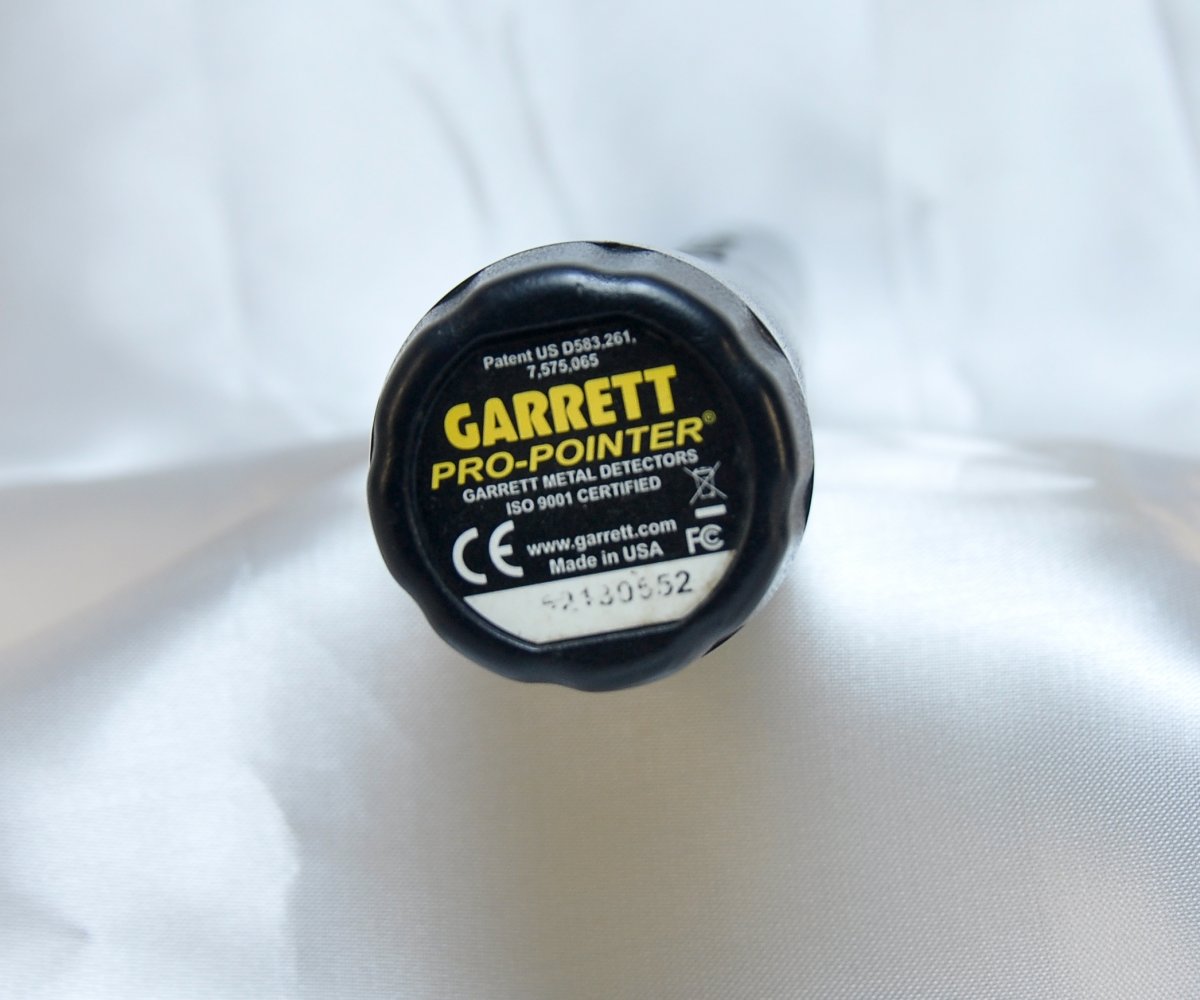 Patent US D583,261,
7,575,065
GARRETT
PRO-POINTER®
GARRETT METAL DETECTORS
ISO 9001 CERTIFIED
CE www.garrett.com FC
Made in USA